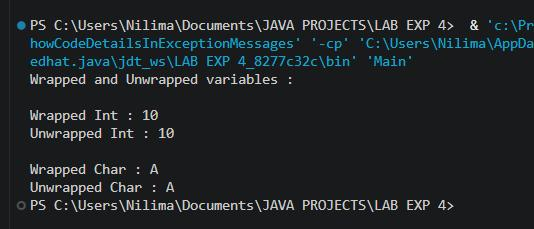 PS C:\Users\Nilima\Documents\JAVA PROJECTS\LAB EXP 4>  & 'c:\Pr
howCodeDetailsInExceptionMessages' '-cp' 'C:\Users\Nilima\AppDa
edhat.java\jdt_ws\LAB EXP 4_8277c32c\bin' 'Main'
Wrapped and Unwrapped variables :
Wrapped Int : 10
Unwrapped Int : 10
Wrapped Char : A
Unwrapped Char : A
PS C:\Users\Nilima\Documents\JAVA PROJECTS\LAB EXP 4>